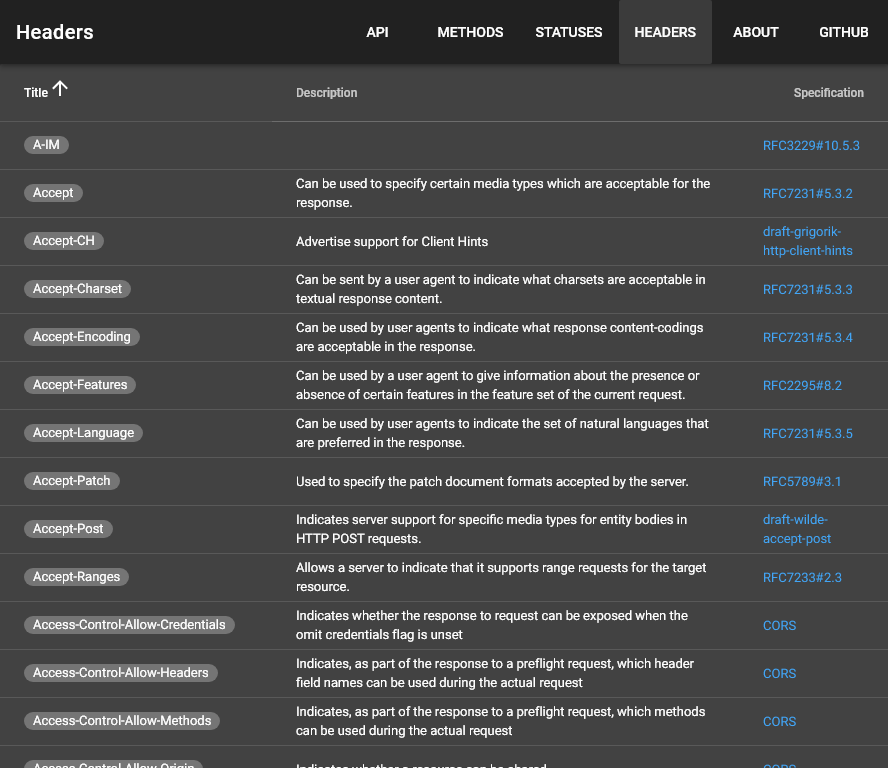 Headers
API METHODS STATUSES HEADERS ABOUT GITHUB
Title Description Specification
A-IM RFC3229#10.5.3
Accept
Can be used to specify certain media types which are acceptable for the
response.
RFC7231#5.3.2
Accept-CH
Advertise support for Client Hints
draft-grigorik-
http-client-hints
Accept-Charset
Can be sent by a user agent to indicate what charsets are acceptable in
textual response content.
RFC7231#5.3.3
Accept-Encoding
Can be used by user agents to indicate what response content-codings
are acceptable in the response.
RFC7231#5.3.4
Accept-Features
Can be used by a user agent to give information about the presence or
absence of certain features in the feature set of the current request.
RFC2295#8.2
Accept-Language
Can be used by user agents to indicate the set of natural languages that
are preferred in the response.
RFC7231#5.3.5
Accept-Patch
Used to specify the patch document formats accepted by the server.
RFC5789#3.1
Accept-Post
Indicates server support for specific media types for entity bodies in
HTTP POST requests.
draft-wilde-
accept-post
Accept-Ranges
Allows a server to indicate that it supports range requests for the target
resource.
RFC7233#2.3
Access-Control-Allow-Credentials
Indicates whether the response to request can be exposed when the
omit credentials flag is unset
CORS
Access-Control-Allow-Headers
Indicates, as part of the response to a preflight request, which header
field names can be used during the actual request
CORS
Access-Control-Allow-Methods
Indicates, as part of the response to a preflight request, which methods
can be used during the actual request
CORS
Access-Control-Allow-Origin
Indicates whether a resource can be shared
CORS